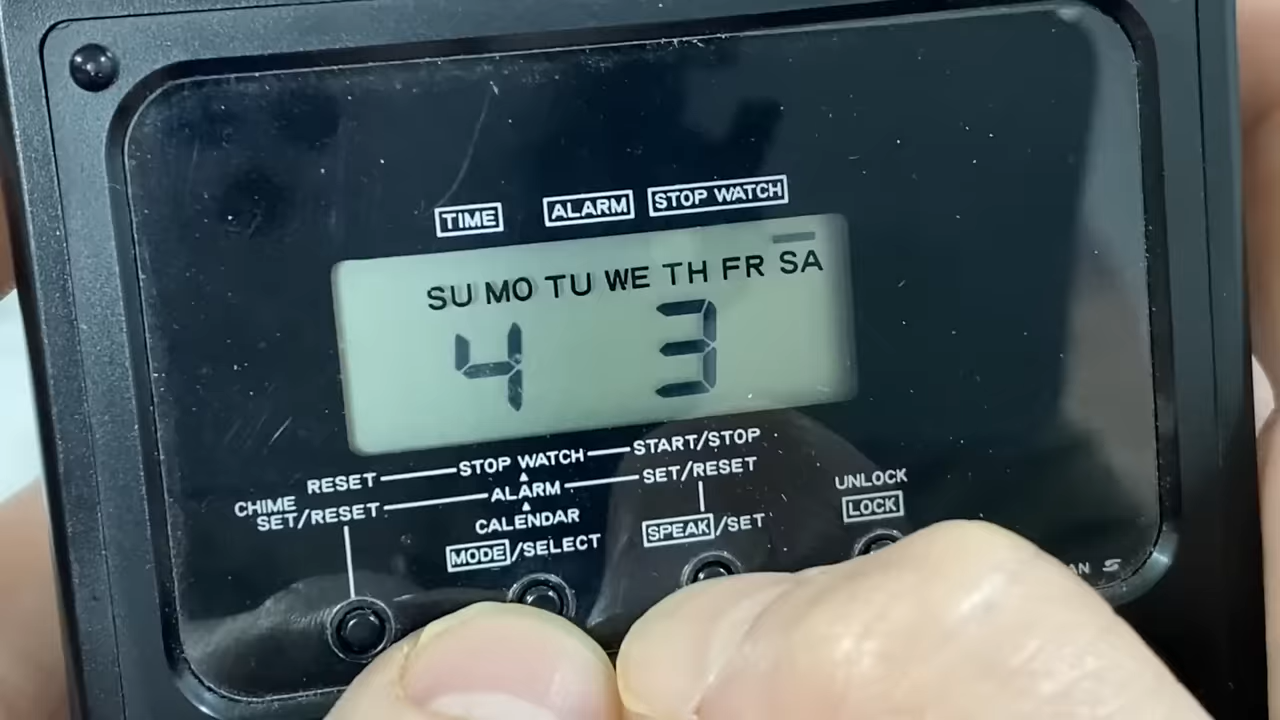 TIME ALARM STOP WATCH
SU MO TU WE TH FR SA
4 3
RESET STOP WATCH START/STOP
CHIME SET/RESET ALARM SET/RESET
CALENDAR
MODE/SELECT SPEAK/SET
UNLOCK
LOCK